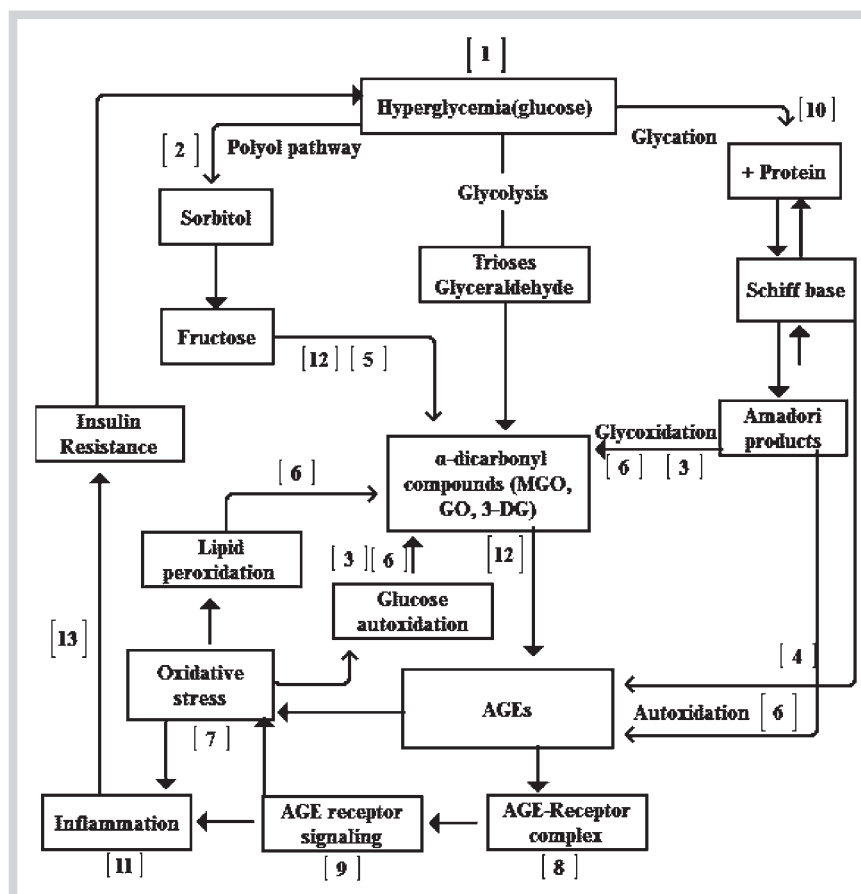 [ 1 ]
Hyperglycemia(glucose)
[ 2 ]
Polyol pathway
Glycation
[10]
+ Protein
Glycolysis
Sorbitol
Trioses
Glyceraldehyde
Schiff base
Fructose
[12] [ 5 ]
Insulin
Resistance
Amadori
products
Glycoxidation
[ 6 ] [ 3 ]
α-dicarbonyl
compounds (MGO,
GO, 3-DG)
[ 6 ]
[12]
Lipid
peroxidation
[ 3 ][ 6 ]
Glucose
autoxidation
[13]
[ 4 ]
Oxidative
stress
[ 7 ]
AGEs
Autoxidation [ 6 ]
Inflammation
[11]
AGE receptor
signaling
[ 9 ]
AGE-Receptor
complex
[ 8 ]